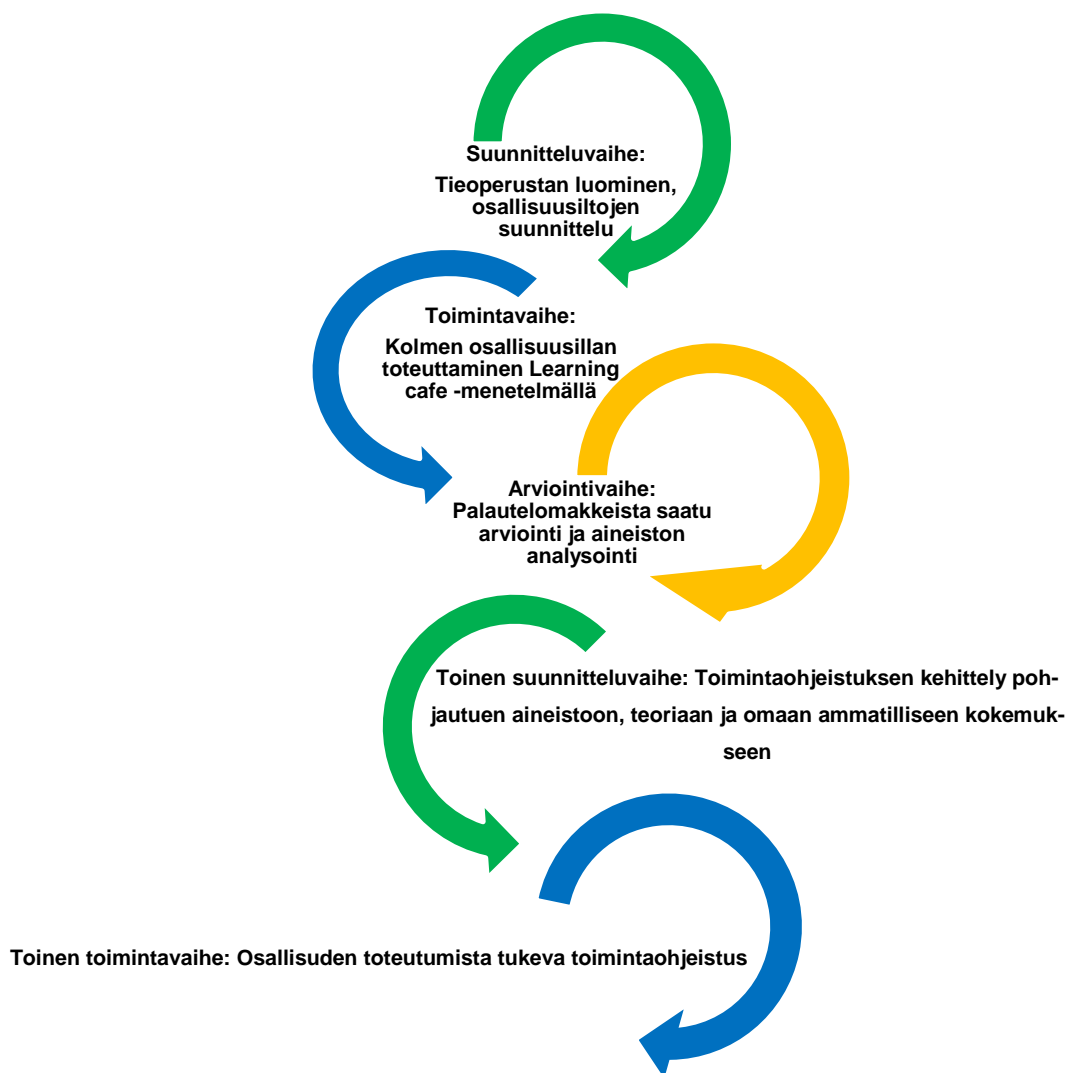 Suunnitteluvaihe:
Tieoperustan luominen,
osallisuusiltojen
suunnittelu
Toimintavaihe:
Kolmen osallisuusillan
toteuttaminen Learning
cafe -menetelmällä
Arviointivaihe:
Palautelomakkeista saatu
arviointi ja aineiston
analysointi
Toinen suunnitteluvaihe: Toimintaohjeistuksen kehittely poh-
jautuen aineistoon, teoriaan ja omaan ammatilliseen kokemuk-
seen
Toinen toimintavaihe: Osallisuden toteutumista tukeva toimintaohjeistus